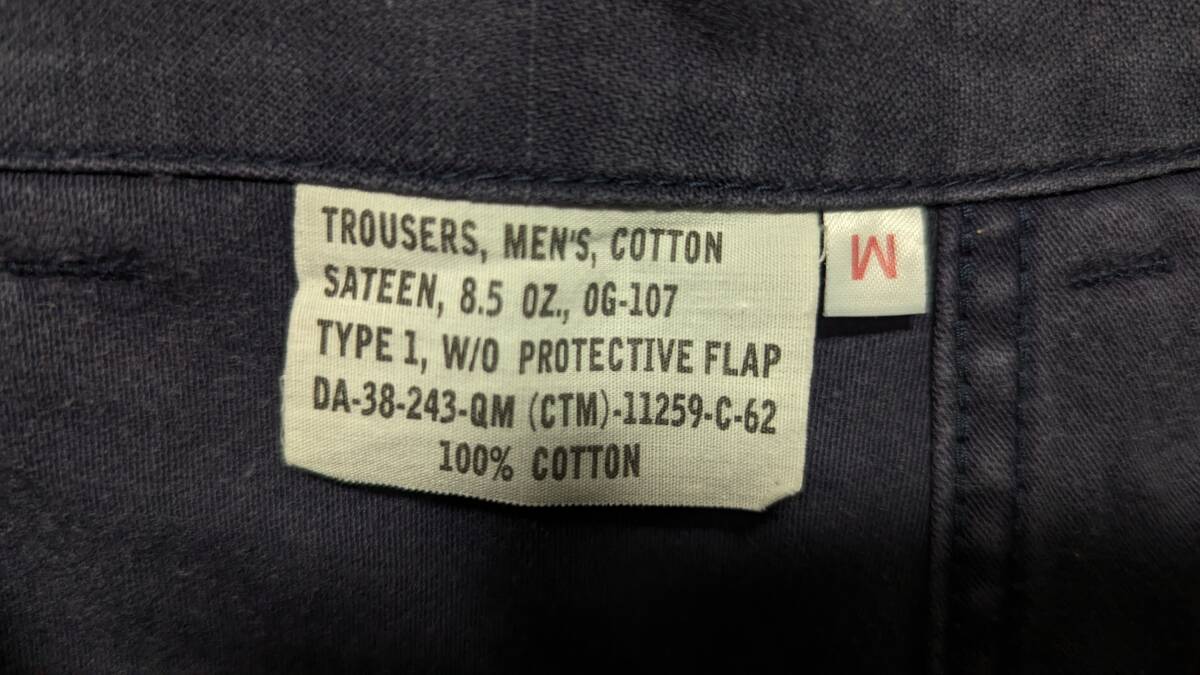 TROUSERS, MEN'S, COTTON
SATEEN, 8.5 OZ., OG-107
TYPE 1, W/O PROTECTIVE FLAP
DA-38-243-QM (CTM)-11259-C-62
100% COTTON
M